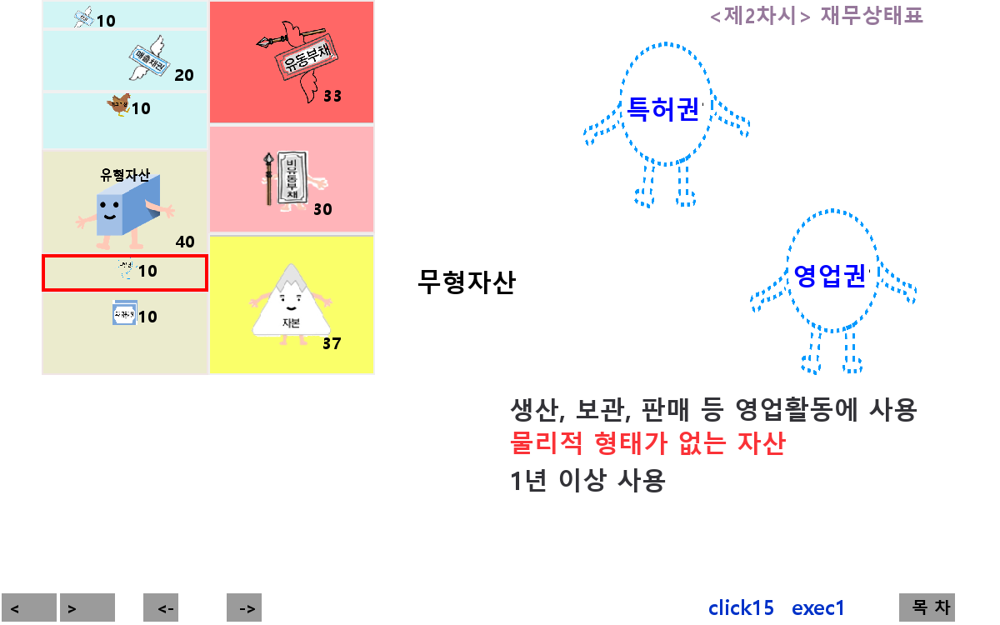 <제2차시> 재무상태표
10
매출채권
20
10
유형자산
40
10
10
유동부채
33
비유동부채
30
자본
37
무형자산
특허권
영업권
생산, 보관, 판매 등 영업활동에 사용
물리적 형태가 없는 자산
1년 이상 사용
<
>
<-
->
click15
exec1
목 차